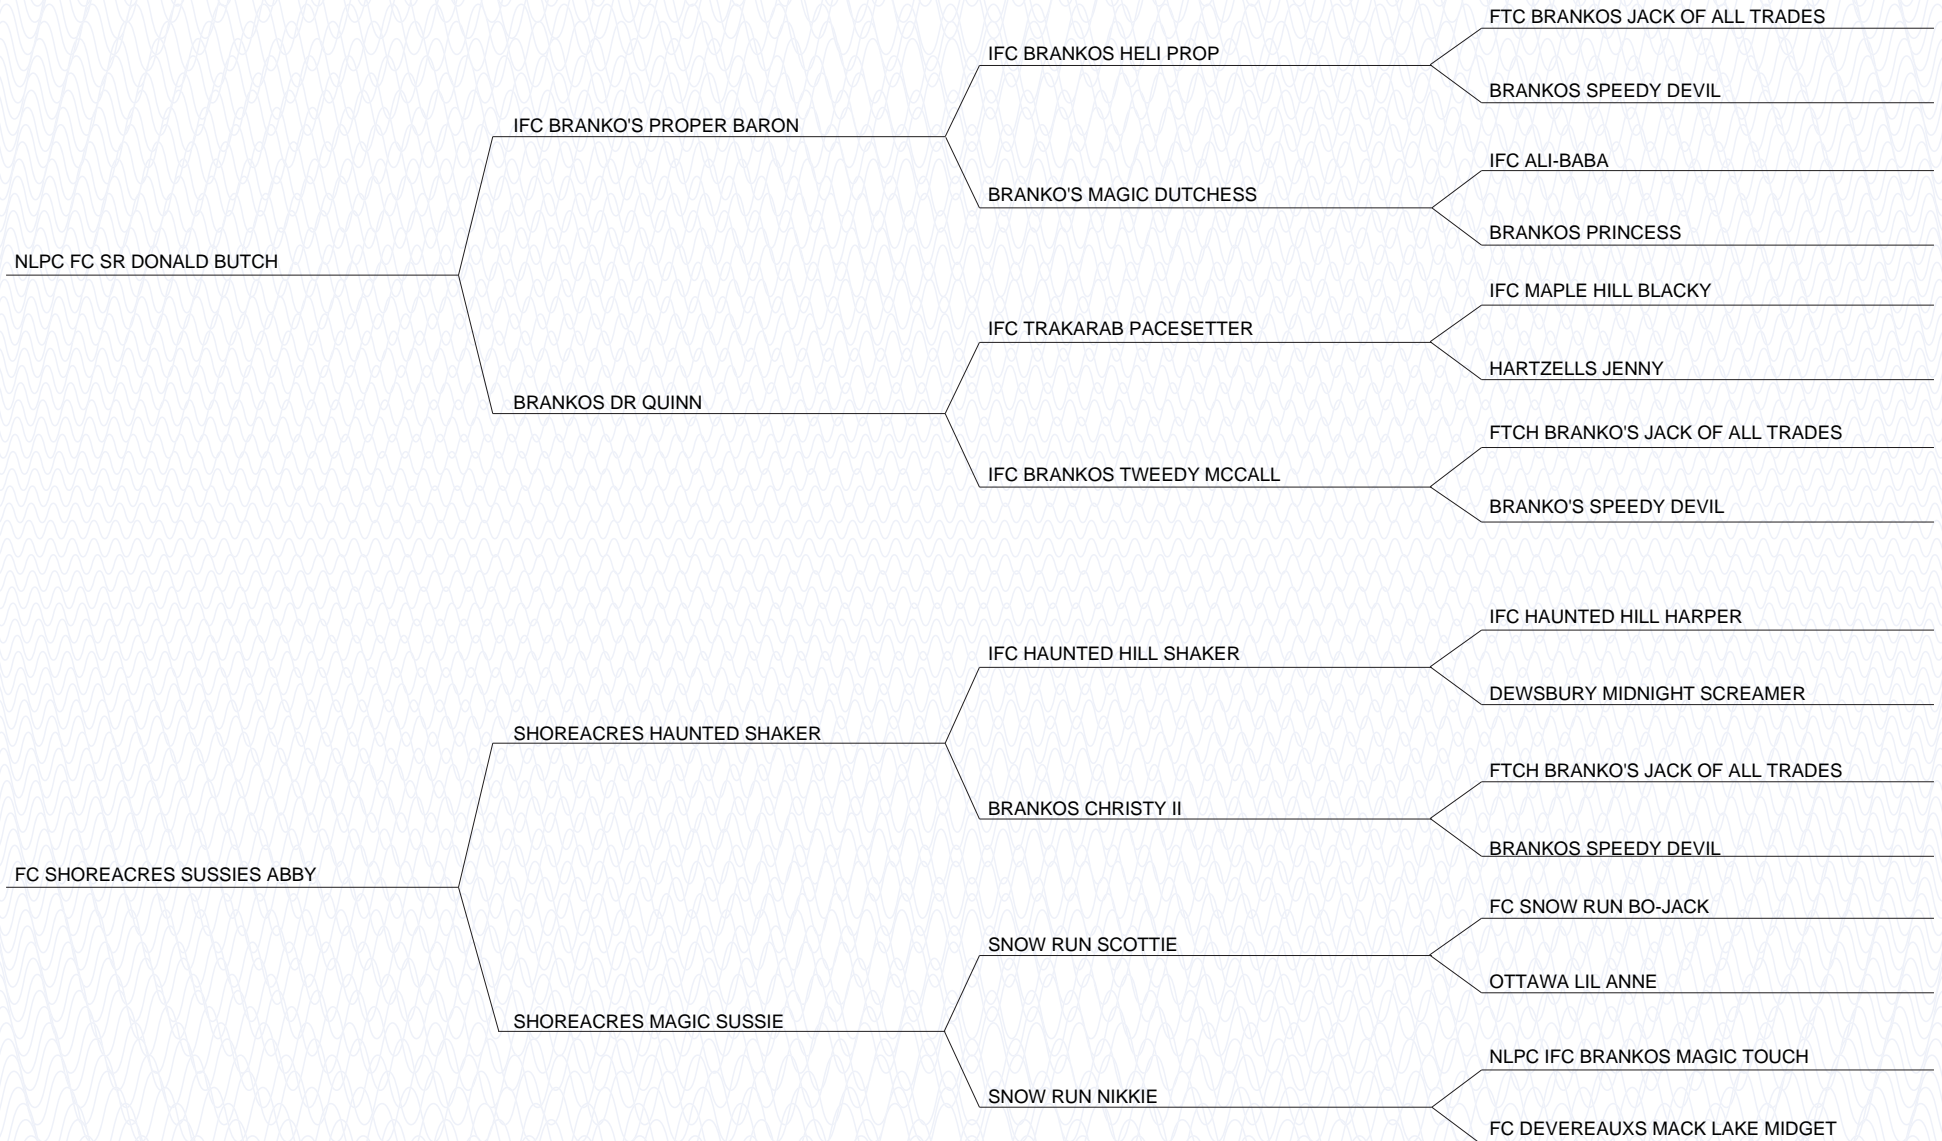 FTC BRANKOS JACK OF ALL TRADES
IFC BRANKOS HELI PROP
BRANKOS SPEEDY DEVIL
IFC BRANKO'S PROPER BARON
IFC ALI-BABA
BRANKO'S MAGIC DUTCHESS
BRANKOS PRINCESS
NLPC FC SR DONALD BUTCH
IFC MAPLE HILL BLACKY
IFC TRAKARAB PACESETTER
HARTZELLS JENNY
BRANKOS DR QUINN
FTCH BRANKO'S JACK OF ALL TRADES
IFC BRANKOS TWEEDY MCCALL
BRANKO'S SPEEDY DEVIL
IFC HAUNTED HILL HARPER
IFC HAUNTED HILL SHAKER
DEWSBURY MIDNIGHT SCREAMER
SHOREACRES HAUNTED SHAKER
FTCH BRANKO'S JACK OF ALL TRADES
BRANKOS CHRISTY II
BRANKOS SPEEDY DEVIL
FC SHOREACRES SUSSIES ABBY
FC SNOW RUN BO-JACK
SNOW RUN SCOTTIE
OTTAWA LIL ANNE
SHOREACRES MAGIC SUSSIE
NLPC IFC BRANKOS MAGIC TOUCH
SNOW RUN NIKKIE
FC DEVEREAUXS MACK LAKE MIDGET